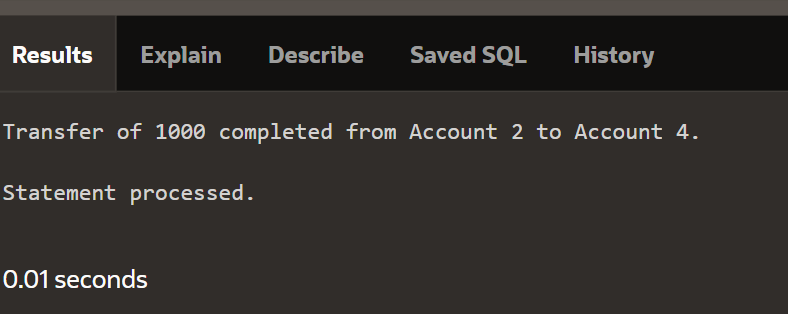 Results Explain Describe Saved SQL History
Transfer of 1000 completed from Account 2 to Account 4.
Statement processed.
0.01 seconds